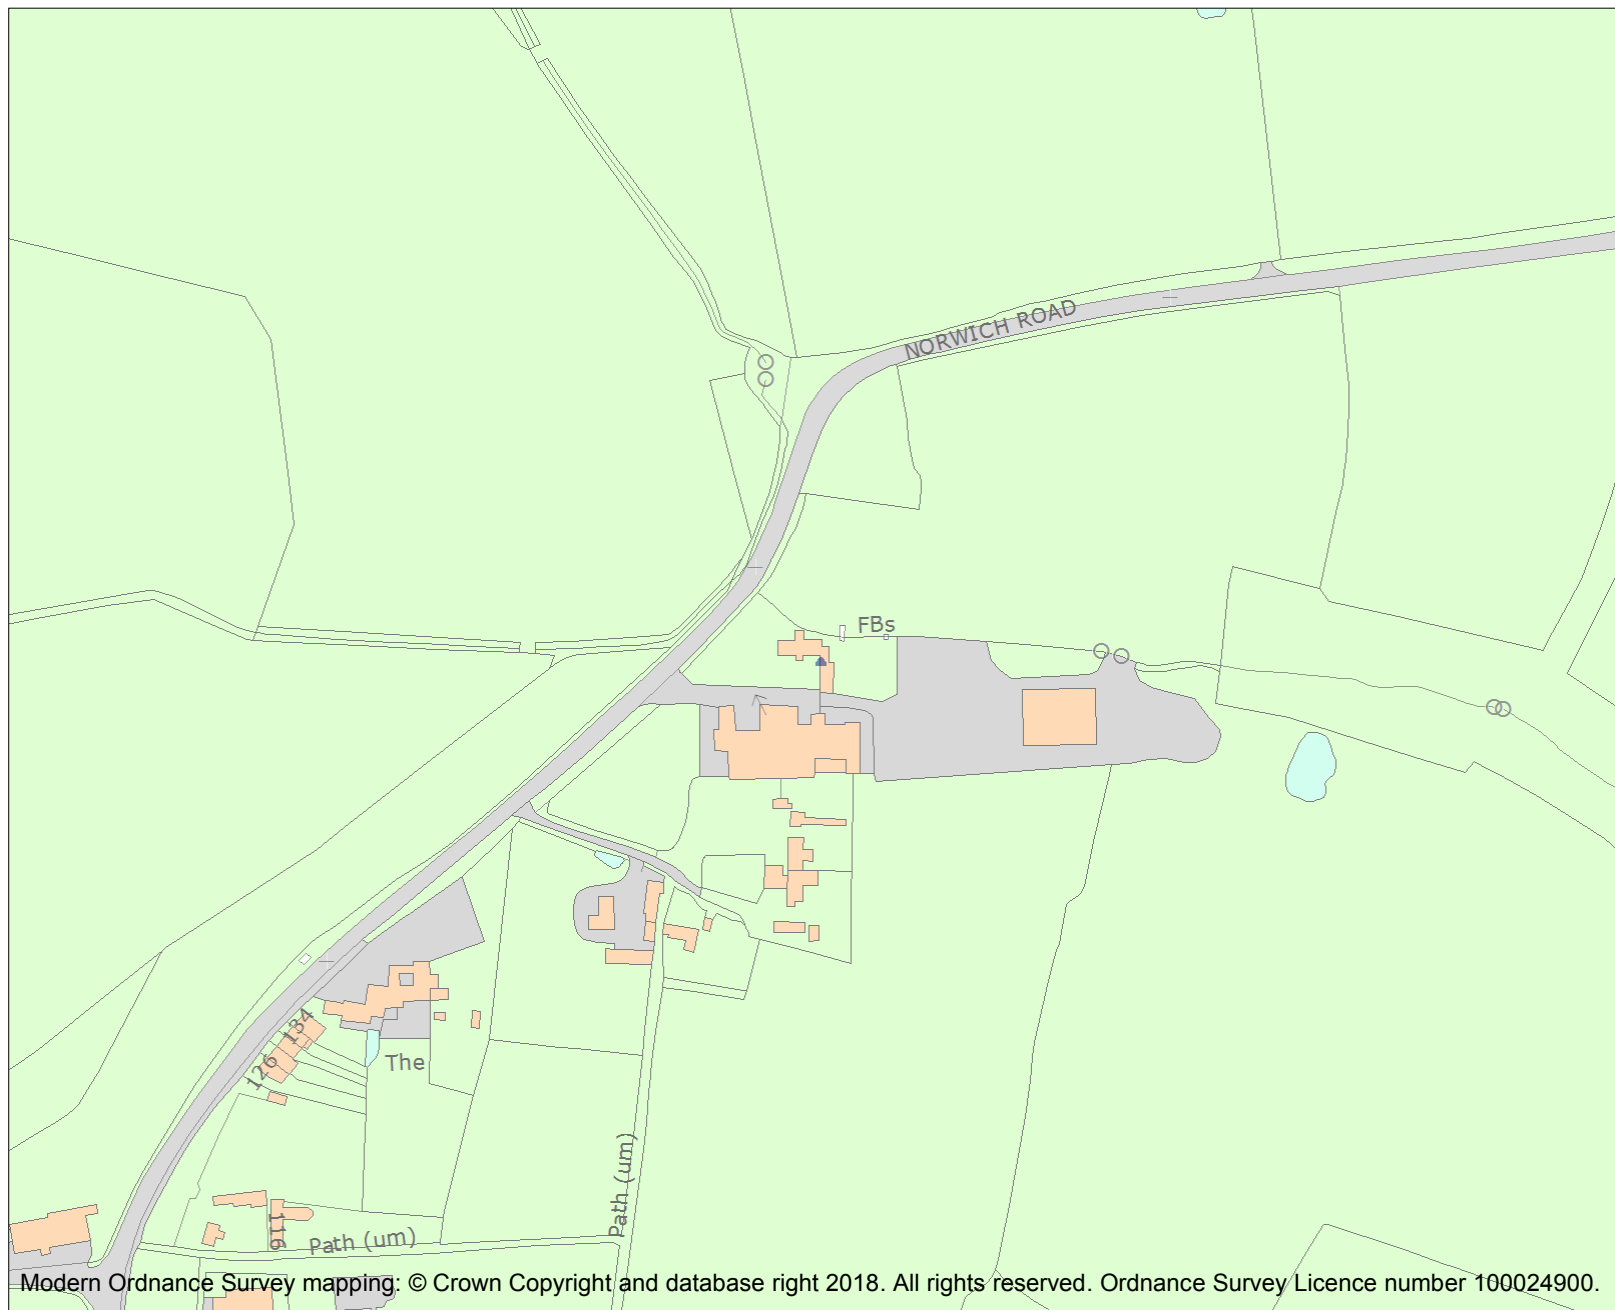 NORWICH ROAD
FBs
134
126
The
Path (um)
116
Path (um)
Modern Ordnance Survey mapping: © Crown Copyright and database right 2018. All rights reserved. Ordnance Survey Licence number 100024900.